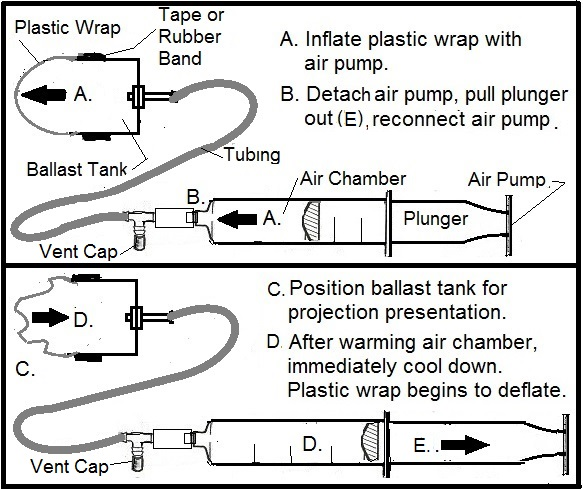 Plastic Wrap
Tape or
Rubber
Band
A.
Ballast Tank
Tubing
A. Inflate plastic wrap with
air pump.
B. Detach air pump, pull plunger
out (E), reconnect air pump.
Air Chamber
Air Pump
B.
A.
Plunger
Vent Cap
D.
C.
C. Position ballast tank for
projection presentation.
D. After warming air chamber,
immediately cool down.
Plastic wrap begins to deflate.
D.
E.
Vent Cap